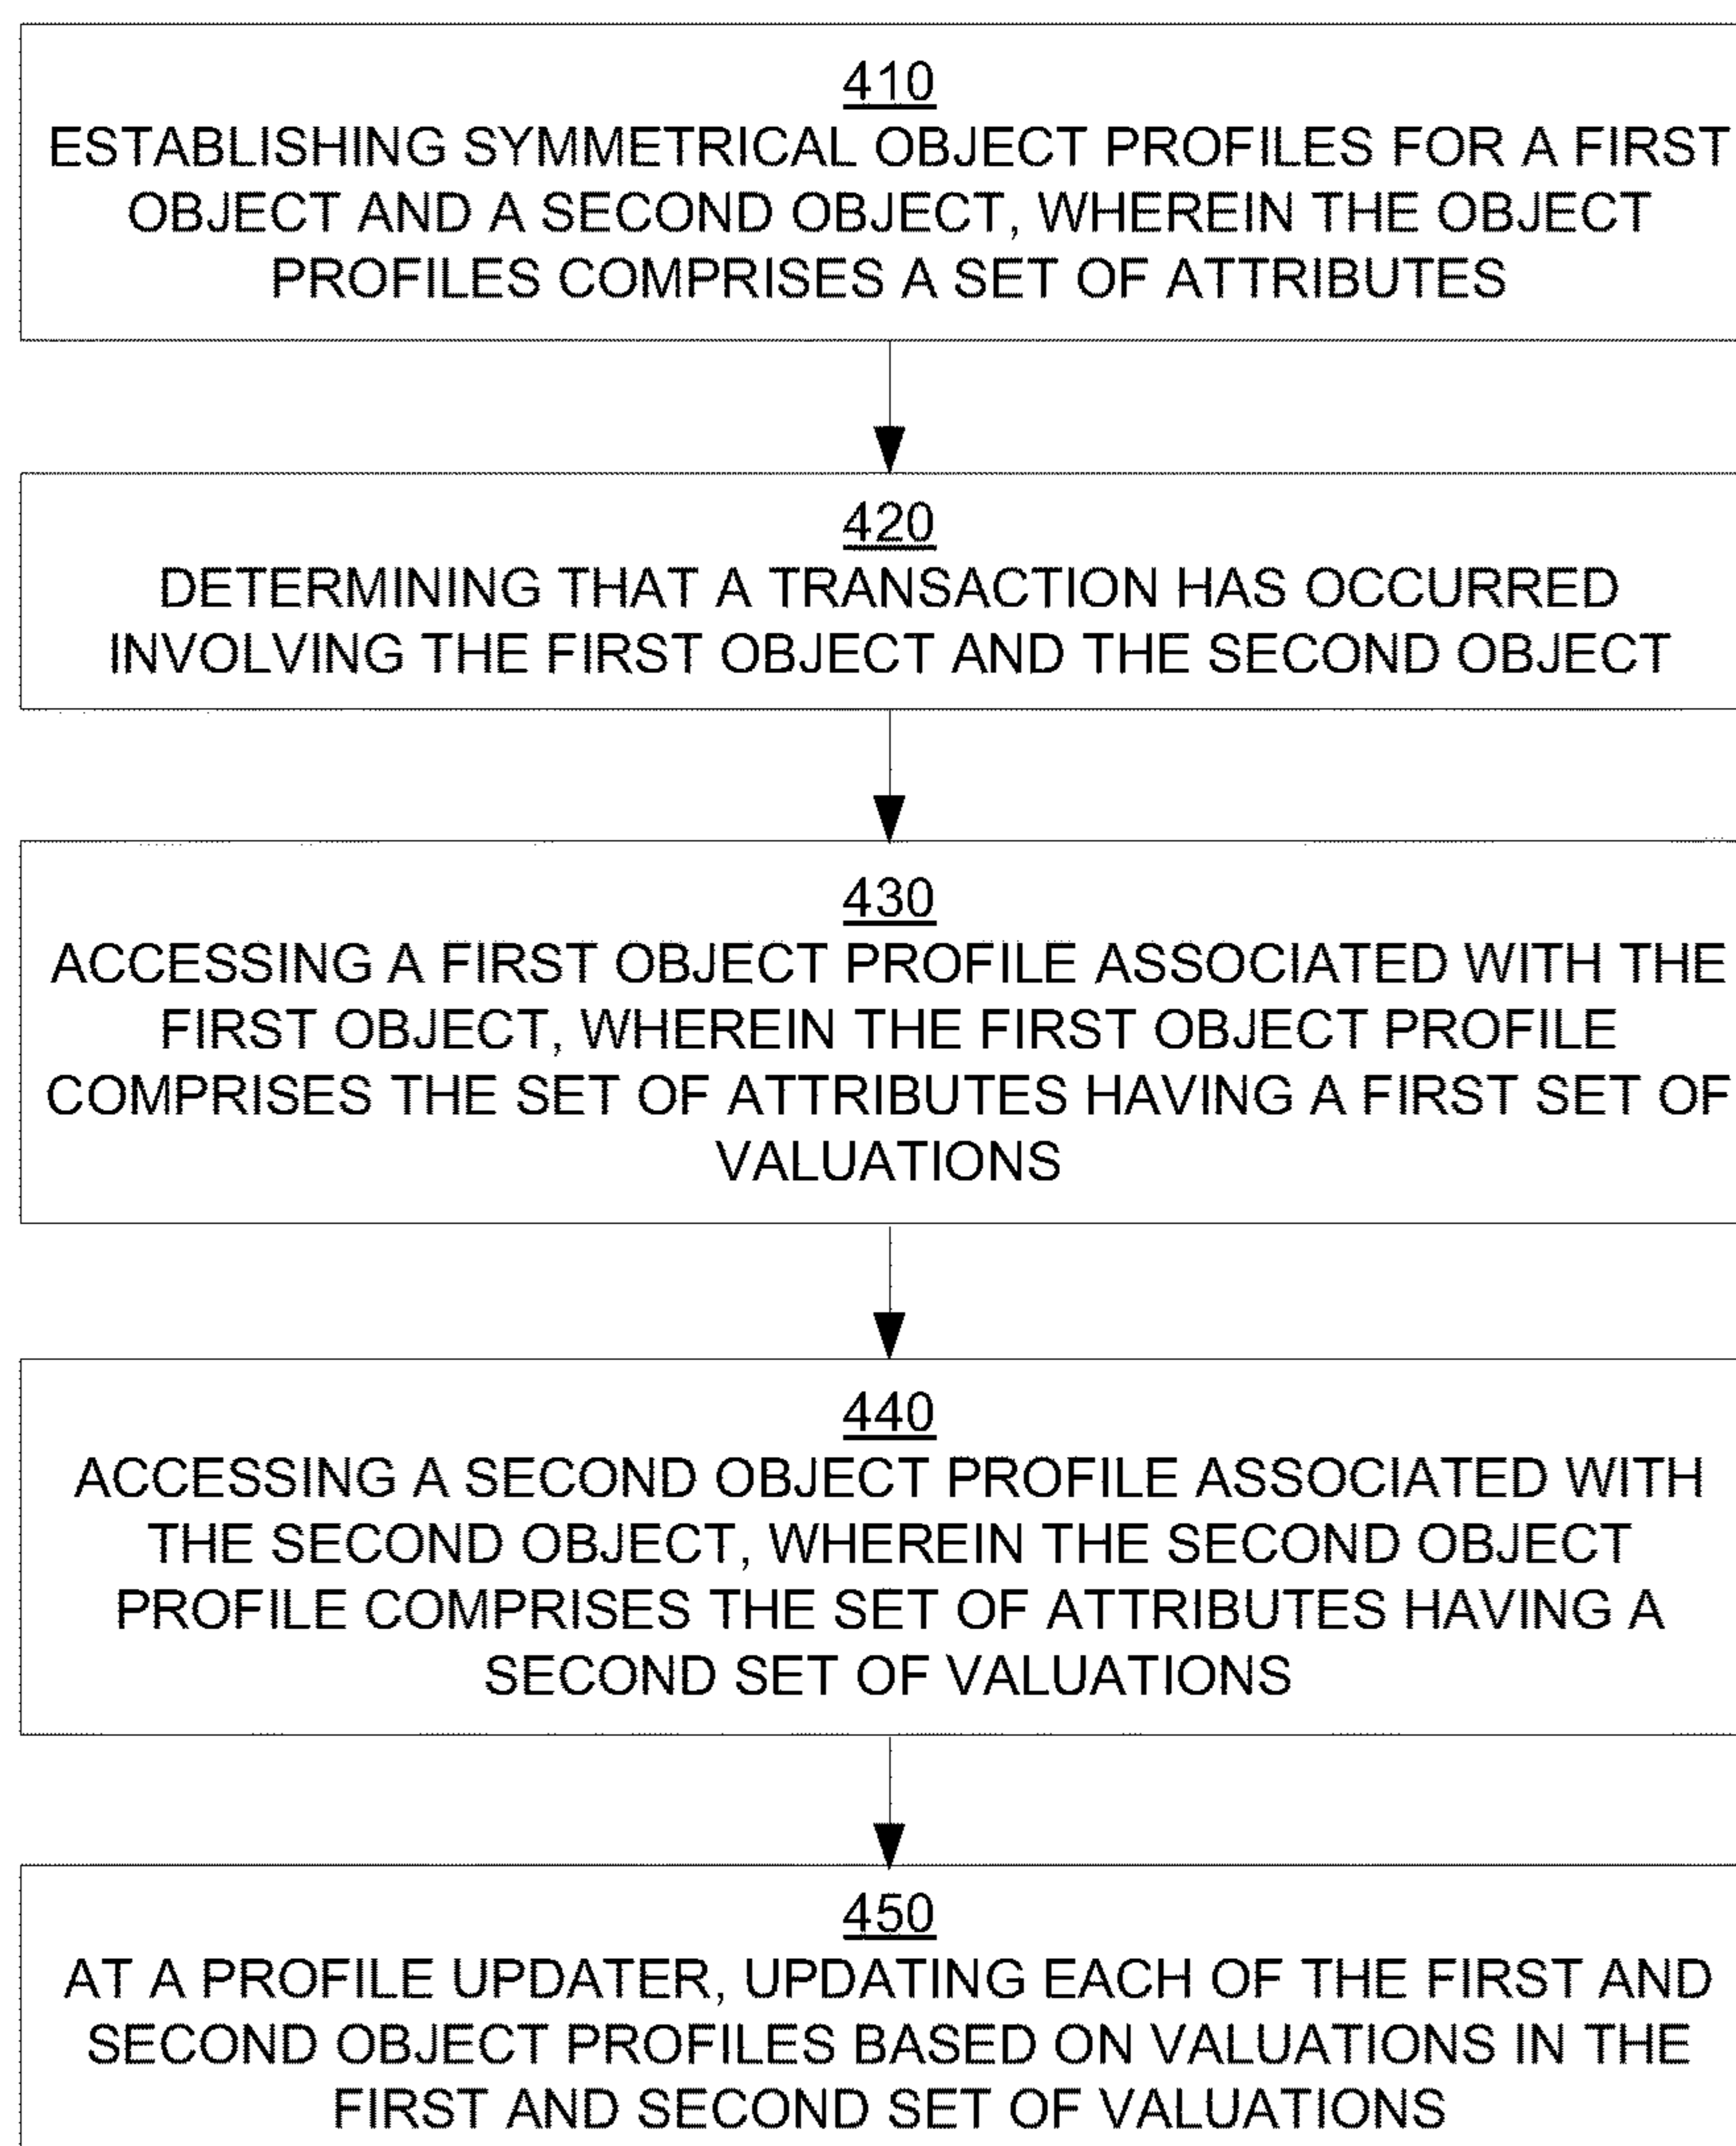 410
ESTABLISHING SYMMETRICAL OBJECT PROFILES FOR A FIRST
OBJECT AND A SECOND OBJECT, WHEREIN THE OBJECT
PROFILES COMPRISES A SET OF ATTRIBUTES
420
DETERMINING THAT A TRANSACTION HAS OCCURRED
INVOLVING THE FIRST OBJECT AND THE SECOND OBJECT
430
ACCESSING A FIRST OBJECT PROFILE ASSOCIATED WITH THE
FIRST OBJECT, WHEREIN THE FIRST OBJECT PROFILE
COMPRISES THE SET OF ATTRIBUTES HAVING A FIRST SET OF
VALUATIONS
440
ACCESSING A SECOND OBJECT PROFILE ASSOCIATED WITH
THE SECOND OBJECT, WHEREIN THE SECOND OBJECT
PROFILE COMPRISES THE SET OF ATTRIBUTES HAVING A
SECOND SET OF VALUATIONS
450
AT A PROFILE UPDATER, UPDATING EACH OF THE FIRST AND
SECOND OBJECT PROFILES BASED ON VALUATIONS IN THE
FIRST AND SECOND SET OF VALUATIONS